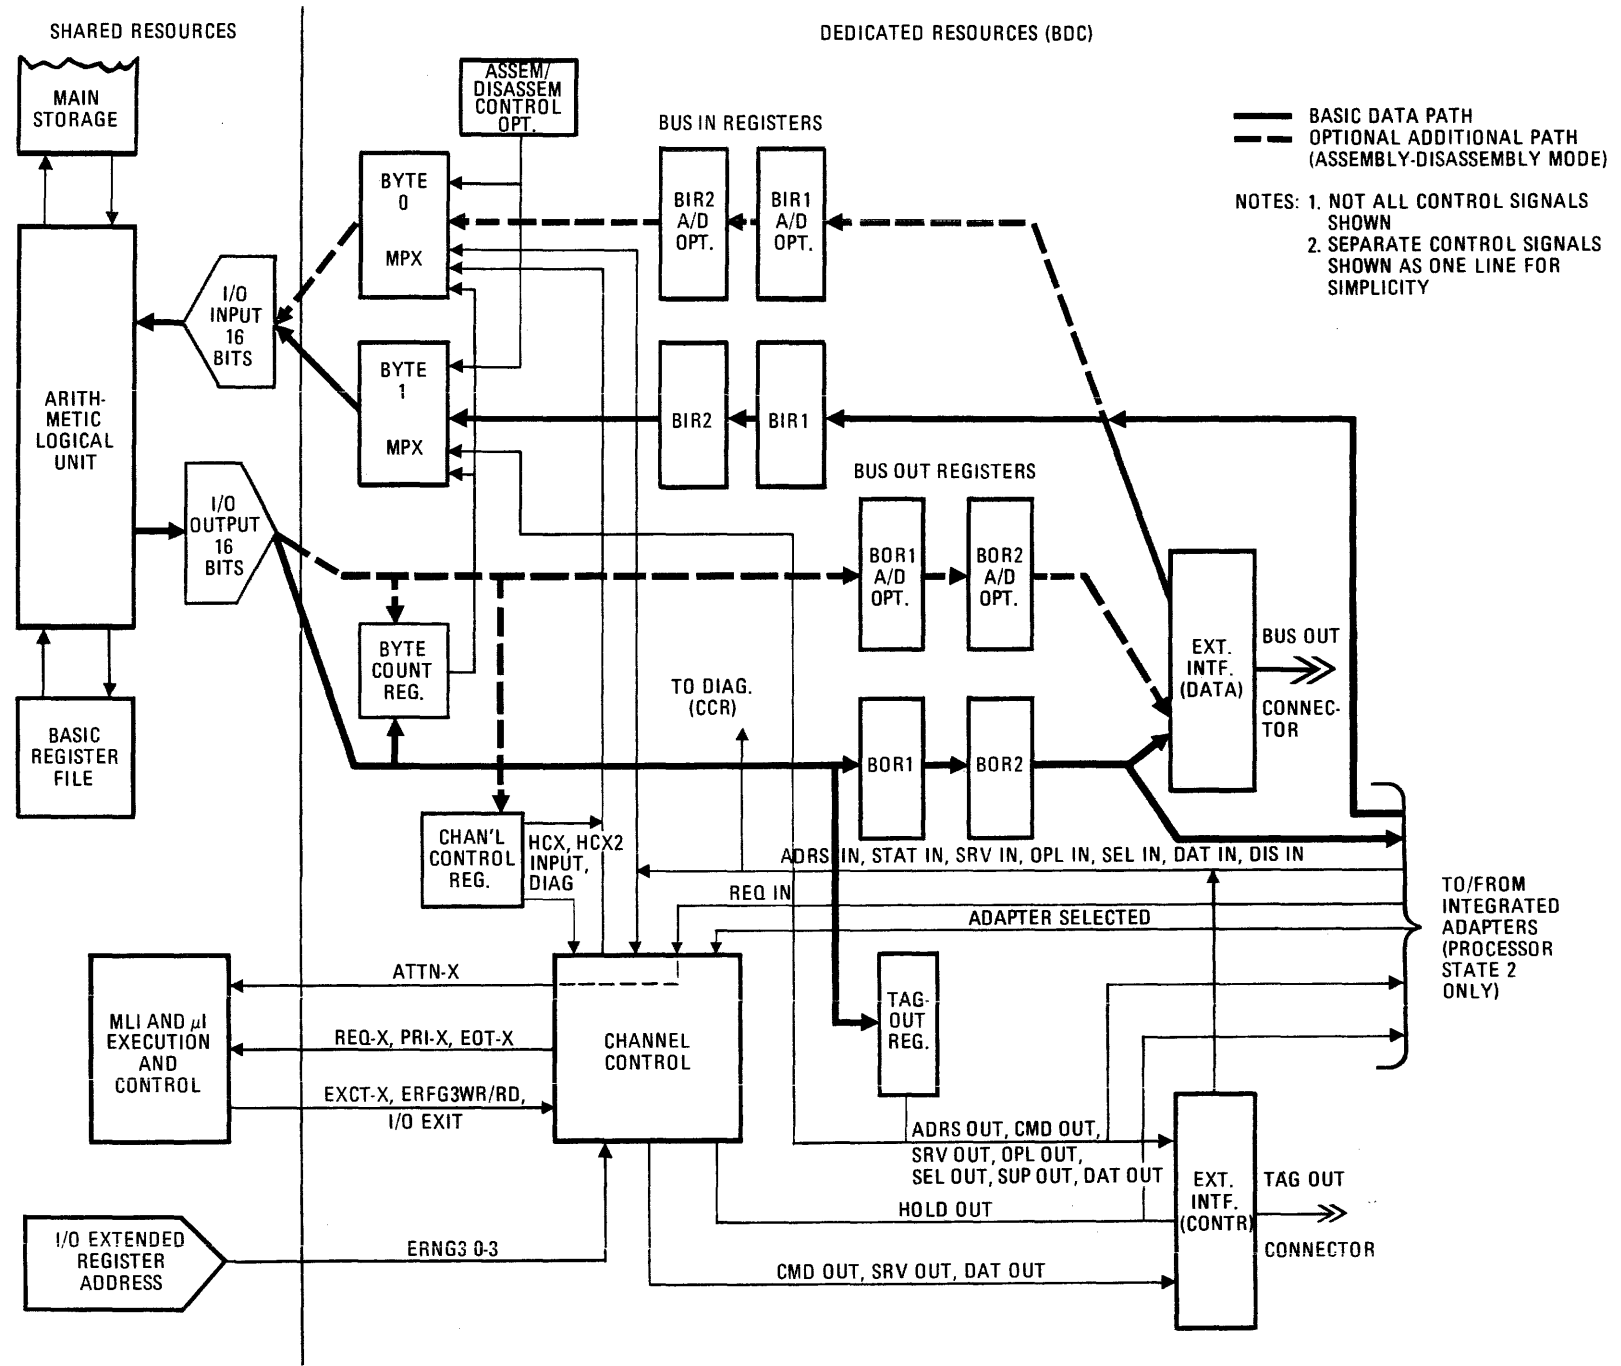 SHARED RESOURCES
DEDICATED RESOURCES (BDC)
MAIN
STORAGE
ASSEM/
DISASSEM
CONTROL
OPT.
BUS IN REGISTERS
BASIC DATA PATH
OPTIONAL ADDITIONAL PATH
(ASSEMBLY-DISASSEMBLY MODE)
NOTES: 1. NOT ALL CONTROL SIGNALS
SHOWN
2. SEPARATE CONTROL SIGNALS
SHOWN AS ONE LINE FOR
SIMPLICITY
BYTE
0
MPX
BIR2
A/D
OPT.
BIR1
A/D
OPT.
I/O
INPUT
16
BITS
ARITH-
METIC
LOGICAL
UNIT
BYTE
1
MPX
BIR2
BIR1
BUS OUT REGISTERS
I/O
OUTPUT
16
BITS
BOR1
A/D
OPT.
BOR2
A/D
OPT.
BYTE
COUNT
REG.
EXT.
INTF.
(DATA)
BUS OUT
CONNEC-
TOR
TO DIAG.
(CCR)
BASIC
REGISTER
FILE
BOR1
BOR2
CHAN'L
CONTROL
REG.
HCX, HCX2
INPUT,
DIAG
ADRS IN, STAT IN, SRV IN, OPL IN, SEL IN, DAT IN, DIS IN
REQ IN
ADAPTER SELECTED
TO/FROM
INTEGRATED
ADAPTERS
(PROCESSOR
STATE 2
ONLY)
MLI AND μI
EXECUTION
AND
CONTROL
ATTN-X
REQ-X, PRI-X, EOT-X
EXCT-X, ERFG3WR/RD,
I/O EXIT
CHANNEL
CONTROL
TAG-
OUT
REG.
ADRS OUT, CMD OUT,
SRV OUT, OPL OUT,
SEL OUT, SUP OUT, DAT OUT
HOLD OUT
EXT.
INTF.
(CONTR)
TAG OUT
CONNECTOR
I/O EXTENDED
REGISTER
ADDRESS
ERNG3 0-3
CMD OUT, SRV OUT, DAT OUT